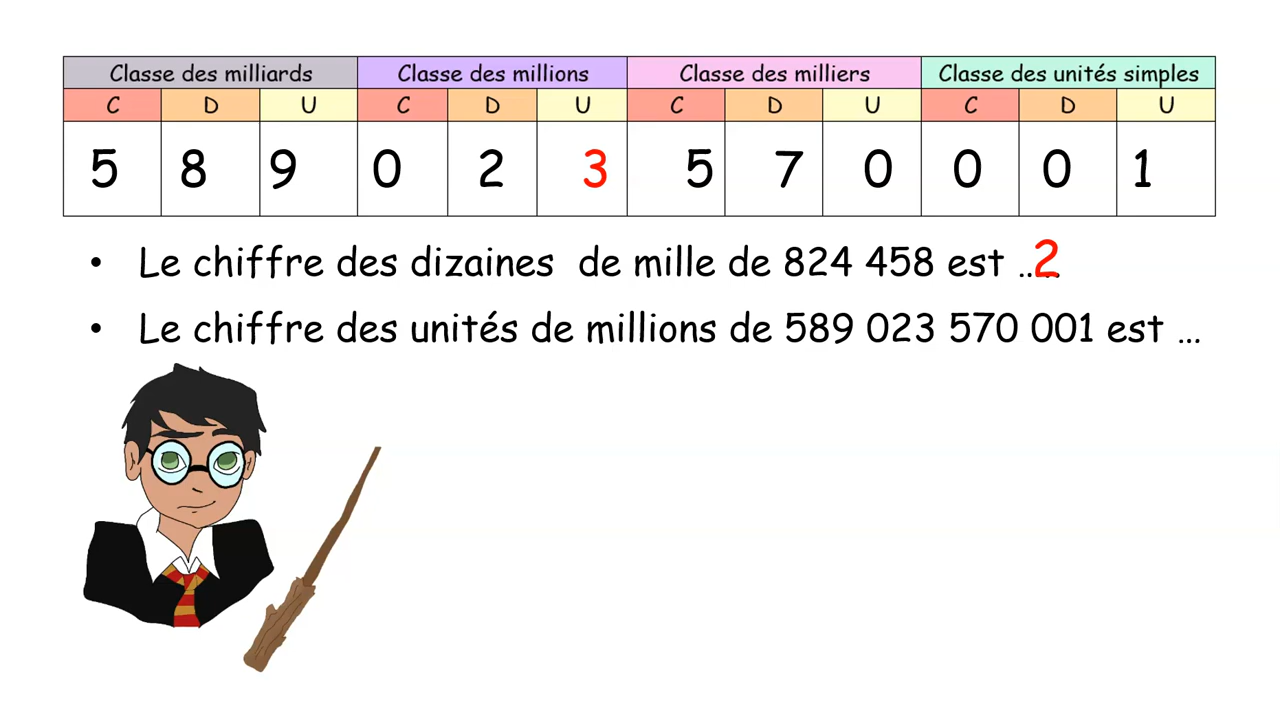 Classe des milliards Classe des millions Classe des milliers Classe des unités simples
C D U C D U C D U C D U
5 8 9 0 2 3 5 7 0 0 0 1
• Le chiffre des dizaines de mille de 824 458 est ..2..
• Le chiffre des unités de millions de 589 023 570 001 est ...